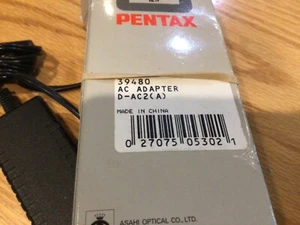 PENTAX
39480
AC ADAPTER
D-AC2(A)
MADE IN CHINA
0 27075 05302 1
ASAHI OPTICAL CO., LTD.